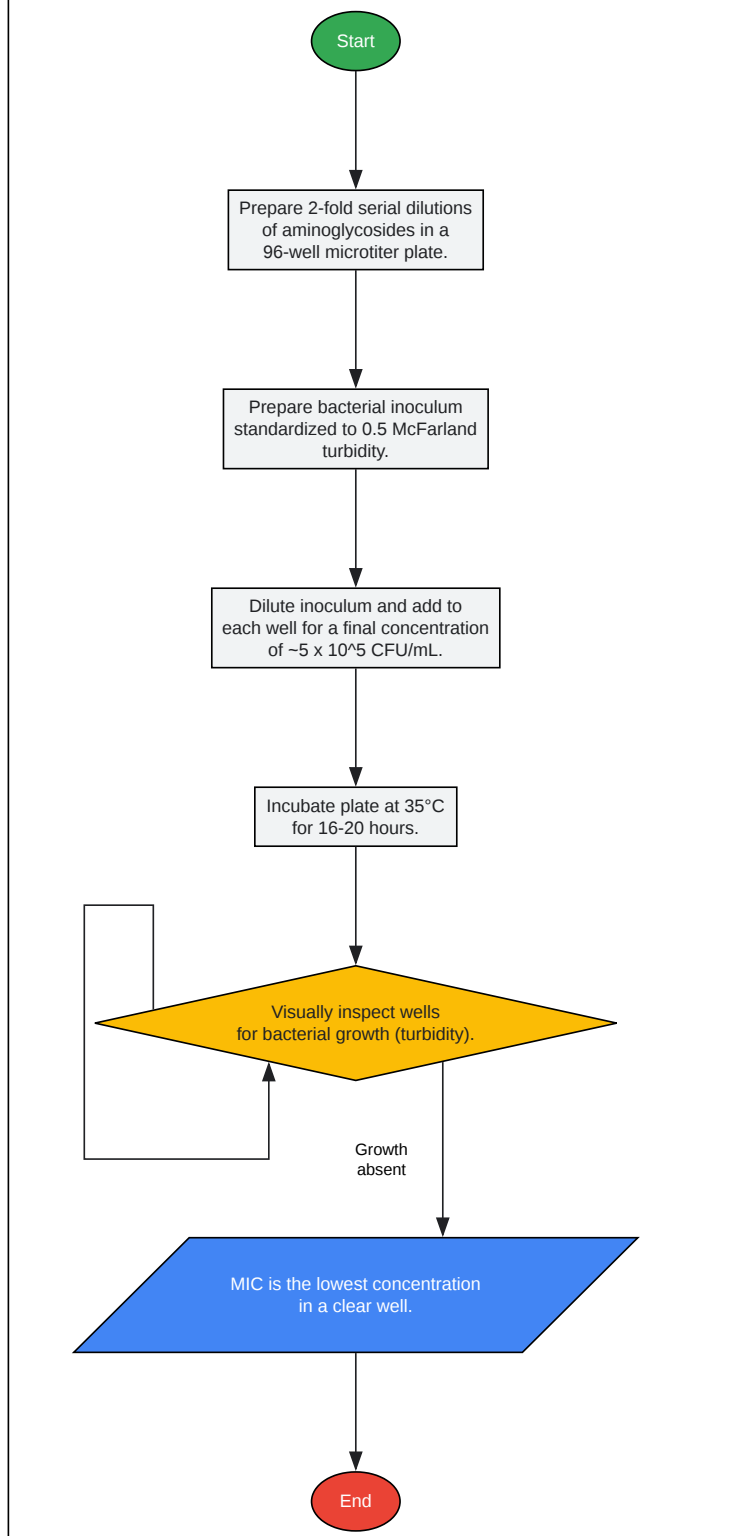 Start
Prepare 2-fold serial dilutions
of aminoglycosides in a
96-well microtiter plate.
Prepare bacterial inoculum
standardized to 0.5 McFarland
turbidity.
Dilute inoculum and add to
each well for a final concentration
of ~5 x 10^5 CFU/mL.
Incubate plate at 35°C
for 16-20 hours.
Visually inspect wells
for bacterial growth (turbidity).
Growth
absent
MIC is the lowest concentration
in a clear well.
End